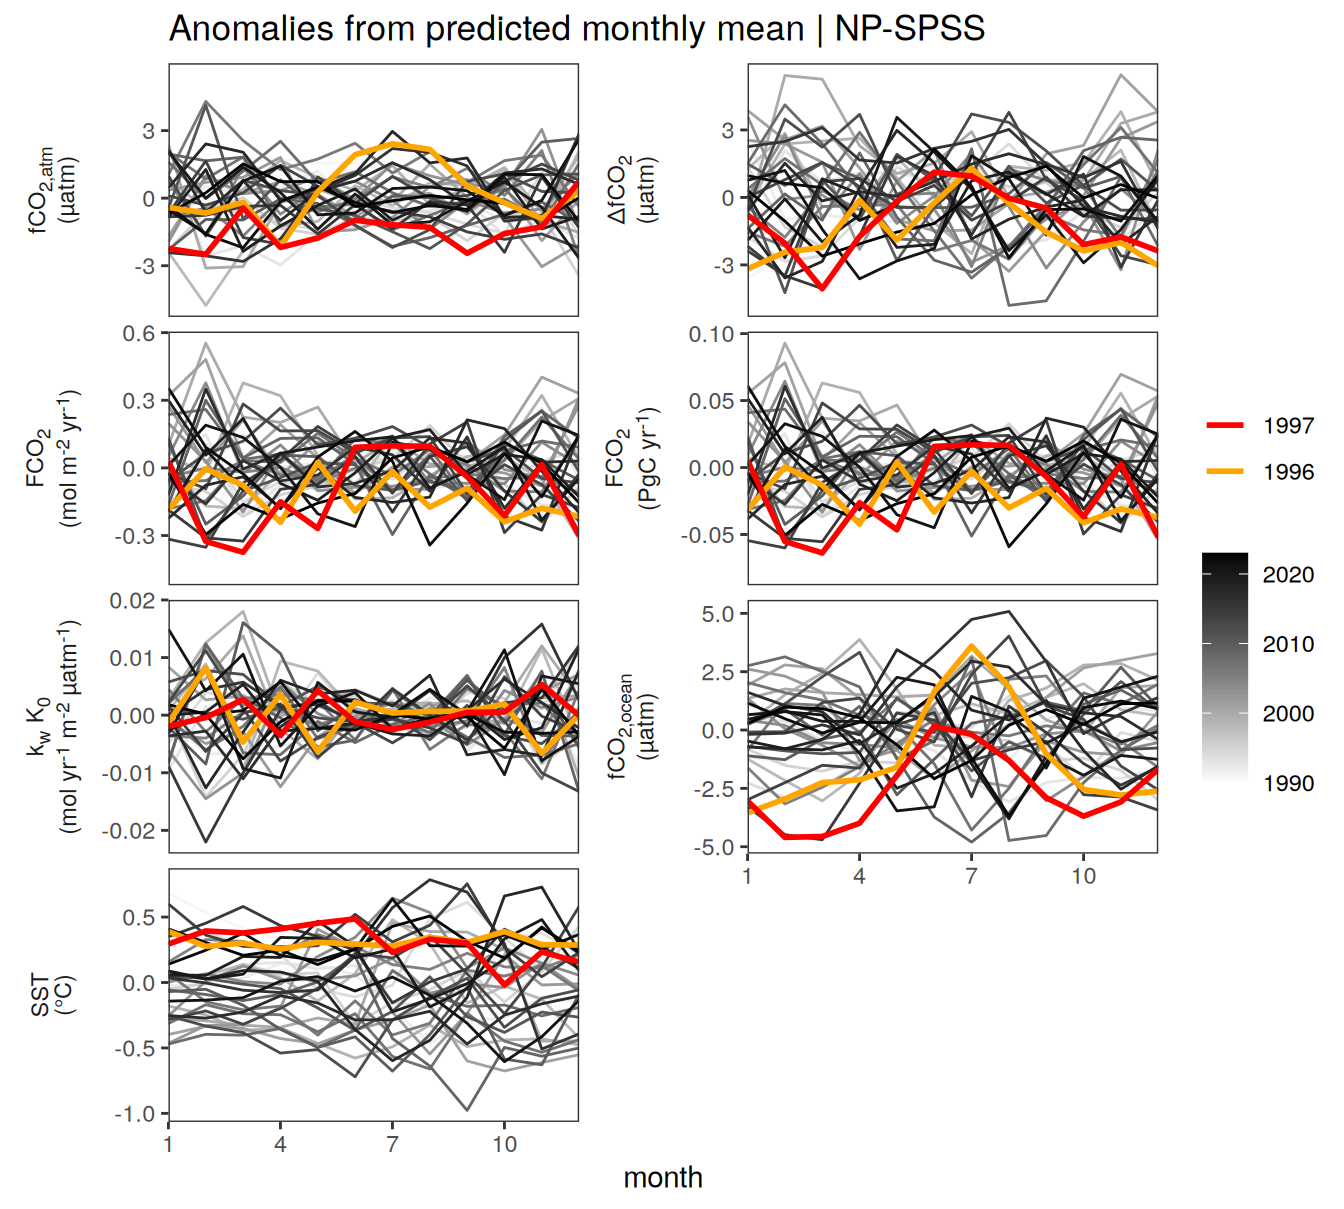 Anomalies from predicted monthly mean | NP-SPSS
fCO2,atm
(µatm)
3
0
-3
ΔfCO2
(µatm)
3
0
-3
FCO2
(mol m-2 yr-1)
0.6
0.3
0.0
-0.3
FCO2
(PgC yr-1)
0.10
0.05
0.00
-0.05
kw K0
(mol yr-1 m-2 µatm-1)
0.02
0.01
0.00
-0.01
-0.02
fCO2,ocean
(µatm)
5.0
2.5
0.0
-2.5
-5.0
1 4 7 10
SST
(°C)
0.5
0.0
-0.5
-1.0
1 4 7 10
month
1997
1996
2020
2010
2000
1990